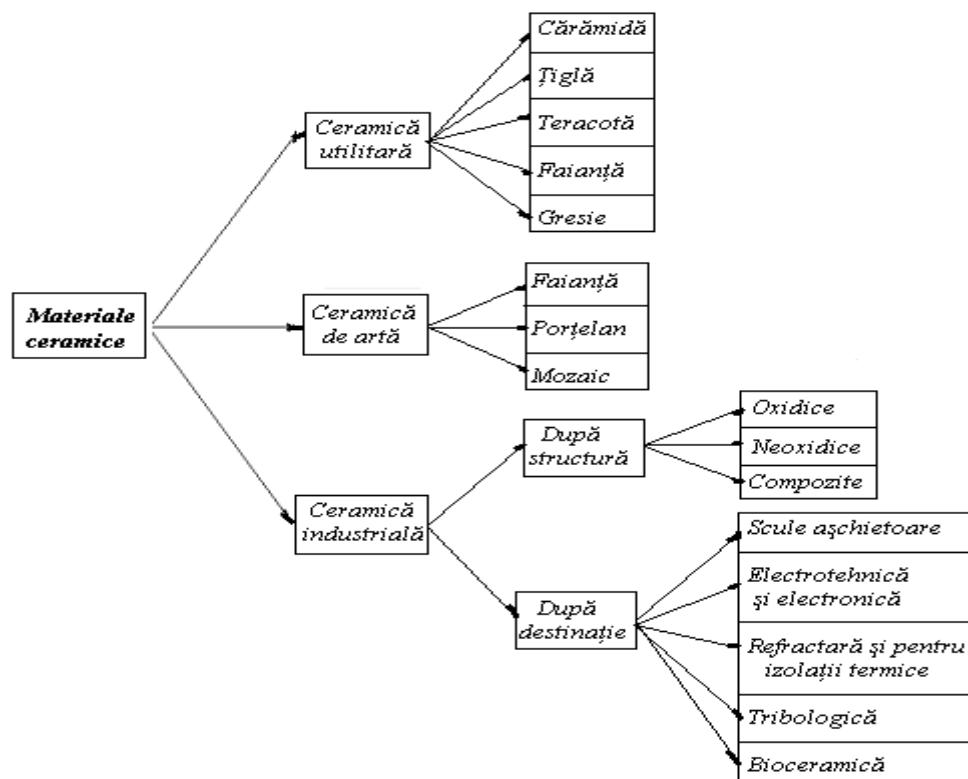 Cărămidă
Ţiglă
Teracotă
Faianţă
Gresie
Ceramică
utilitară
Materiale
ceramice
Ceramică
de artă
Faianţă
Porţelan
Mozaic
Ceramică
industrială
După
structură
Oxidice
Neoxidice
Compozite
După
destinaţie
Scule aşchietoare
Electrotehnică
şi electronică
Refractară şi pentru
izolaţii termice
Tribologică
Bioceramică